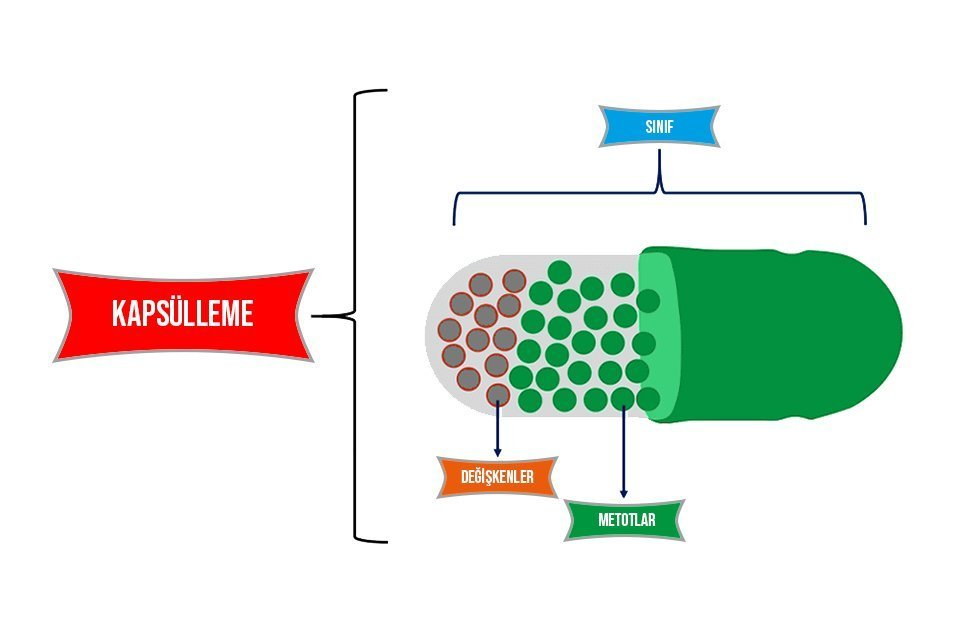 SINIF
KAPSÜLLEME
DEĞİŞKENLER
METOTLAR